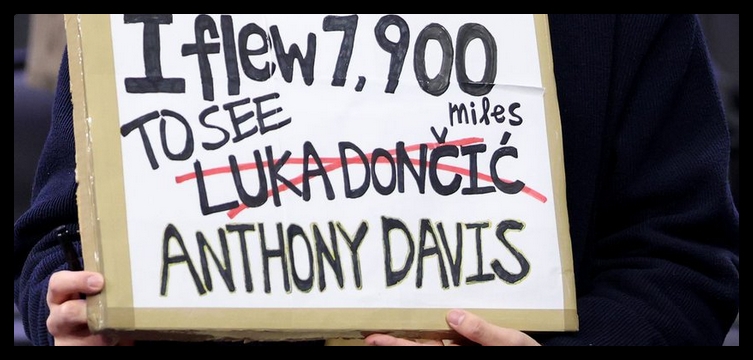 I flew 7,900
miles
TO SEE
LUKA DONČIĆ
ANTHONY DAVIS